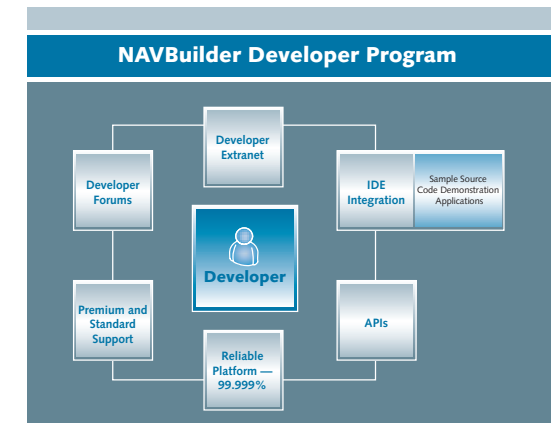 NAVBuilder Developer Program
Developer
Extranet
Developer
Forums
IDE
Integration
Sample Source
Code Demonstration
Applications
Developer
Premium and
Standard
Support
APIs
Reliable
Platform —
99.999%